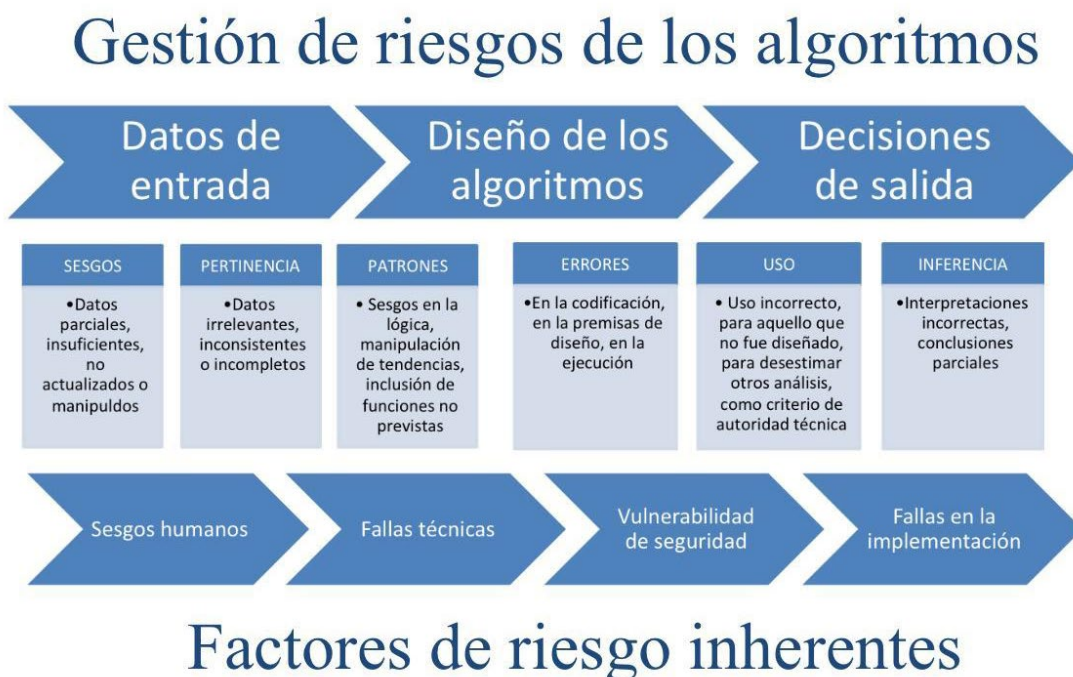 Gestión de riesgos de los algoritmos
Datos de
entrada
Diseño de los
algoritmos
Decisiones
de salida
SESGOS
•Datos
parciales,
insuficientes,
no
actualizados o
manipuldos
PERTINENCIA
•Datos
irrelevantes,
inconsistentes
o incompletos
PATRONES
• Sesgos en la
lógica,
manipulación
de tendencias,
inclusión de
funciones no
previstas
ERRORES
•En la codificación,
en la premisas de
diseño, en la
ejecución
USO
• Uso incorrecto,
para aquello que
no fue diseñado,
para desestimar
otros análisis,
como criterio de
autoridad técnica
INFERENCIA
•Interpretaciones
incorrectas,
conclusiones
parciales
Sesgos humanos
Fallas técnicas
Vulnerabilidad
de seguridad
Fallas en la
implementación
Factores de riesgo inherentes